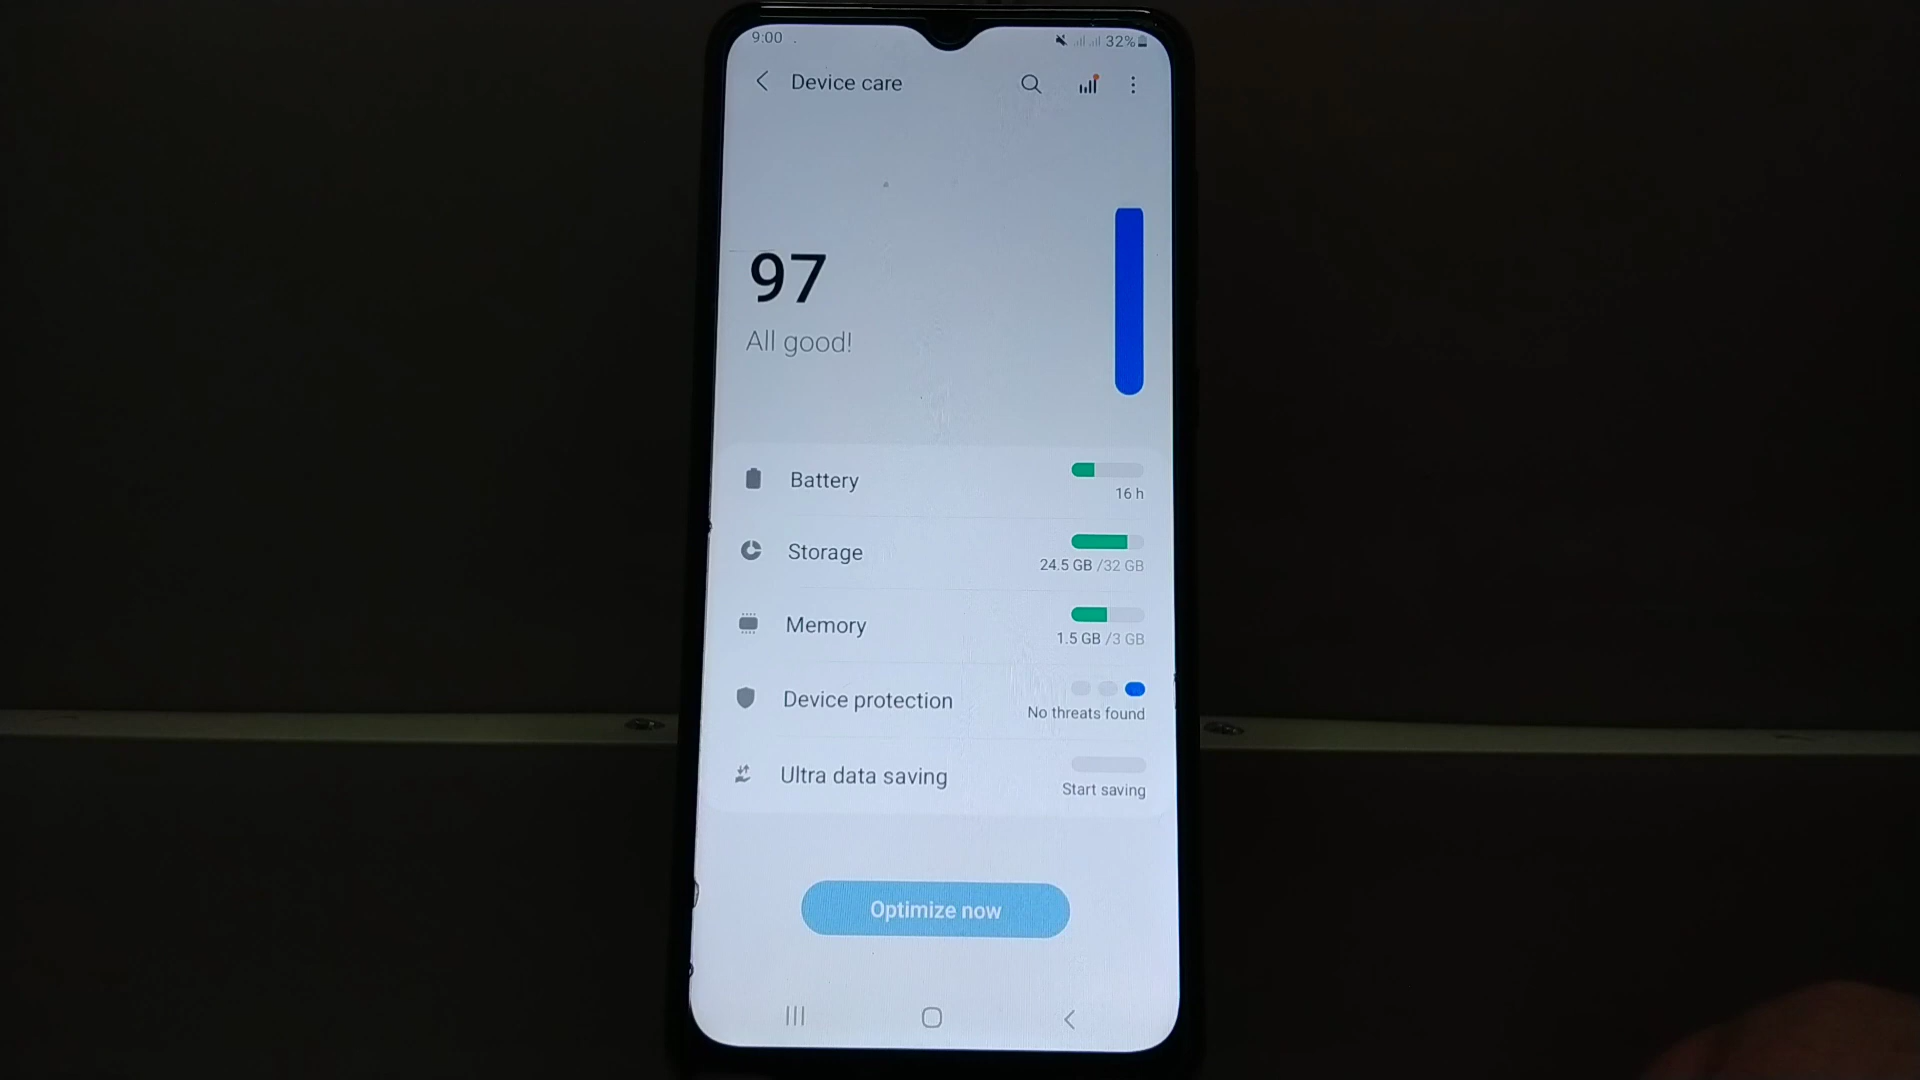 9:00
32%
Device care
97
All good!
Battery
16 h
Storage
24.5 GB /32 GB
Memory
1.5 GB /3 GB
Device protection
No threats found
Ultra data saving
Start saving
Optimize now